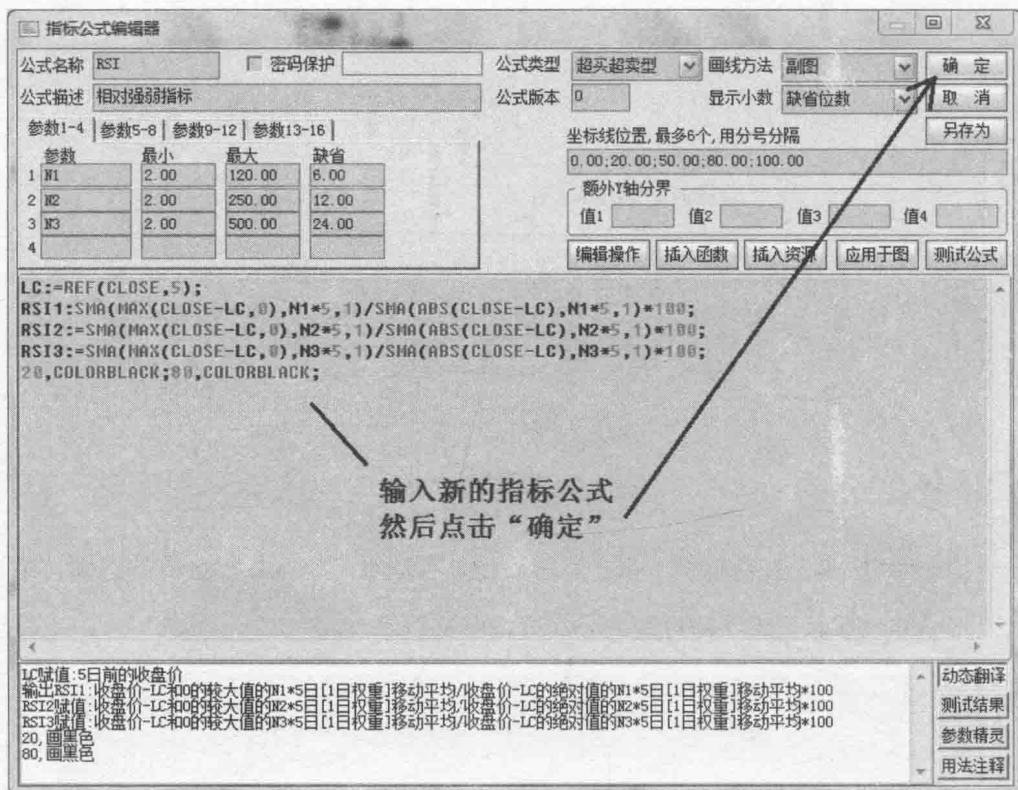 指标公式编辑器
公式名称 RSI 密码保护 公式类型 超买超卖型 画线方法 副图 确 定
公式描述 相对强弱指标 公式版本 0 显示小数 缺省位数 取 消
参数1-4 参数5-8 参数9-12 参数13-16 坐标线位置,最多6个,用分号分隔 另存为
参数 最小 最大 缺省 0.00;20.00;50.00;80.00;100.00
1 N1 2.00 120.00 6.00 额外Y轴分界
2 N2 2.00 250.00 12.00 值1 值2 值3 值4
3 N3 2.00 500.00 24.00
4 编辑操作 插入函数 插入资源 应用于图 测试公式
LC:=REF(CLOSE,5);
RSI1:SMA(MAX(CLOSE-LC,0),N1*5,1)/SMA(ABS(CLOSE-LC),N1*5,1)*100;
RSI2:=SMA(MAX(CLOSE-LC,0),N2*5,1)/SMA(ABS(CLOSE-LC),N2*5,1)*100;
RSI3:=SMA(MAX(CLOSE-LC,0),N3*5,1)/SMA(ABS(CLOSE-LC),N3*5,1)*100;
20,COLORBLACK;80,COLORBLACK;
输入新的指标公式
然后点击“确定”
LC赋值:5日前的收盘价 动态翻译
输出RSI1:收盘价-LC和0的较大值的N1*5日[1日权重]移动平均/收盘价-LC的绝对值的N1*5日[1日权重]移动平均*100
RSI2赋值:收盘价-LC和0的较大值的N2*5日[1日权重]移动平均/收盘价-LC的绝对值的N2*5日[1日权重]移动平均*100 测试结果
RSI3赋值:收盘价-LC和0的较大值的N3*5日[1日权重]移动平均/收盘价-LC的绝对值的N3*5日[1日权重]移动平均*100
20,画黑色 参数精灵
80,画黑色
用法注释